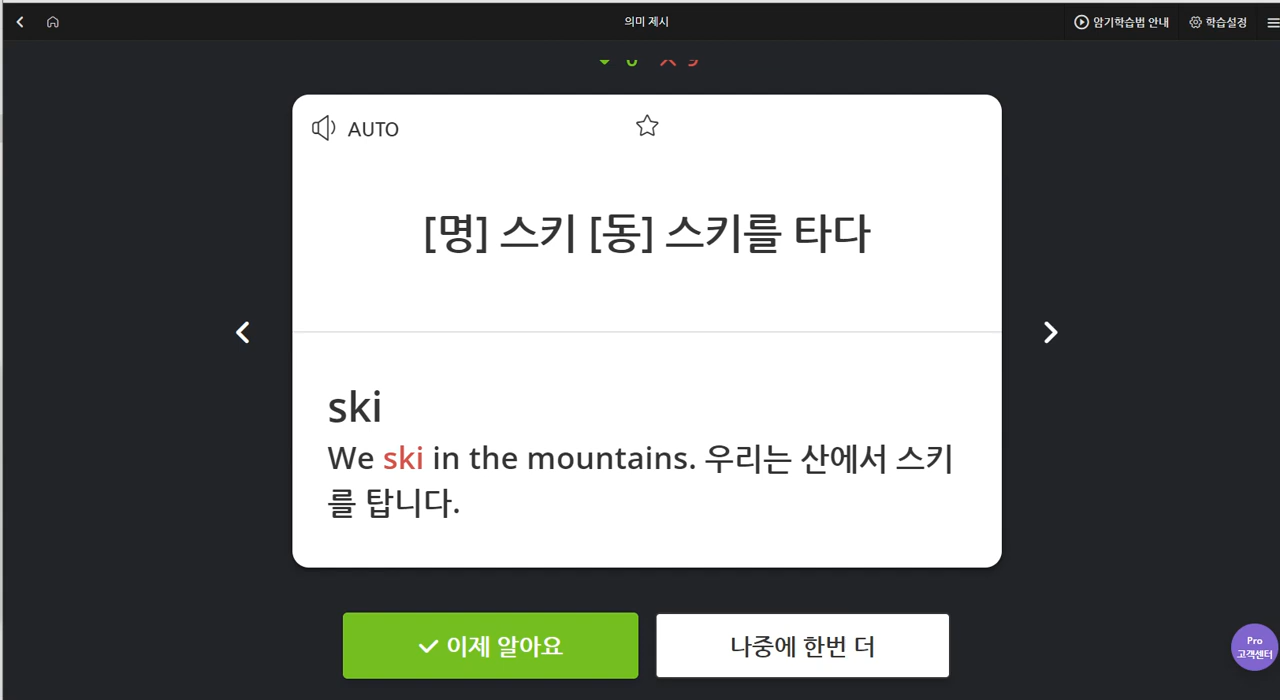 의미 제시
암기학습법 안내
학습설정
AUTO
[명] 스키 [동] 스키를 타다
ski
We ski in the mountains. 우리는 산에서 스키
를 탑니다.
이제 알아요
나중에 한번 더
Pro
고객센터